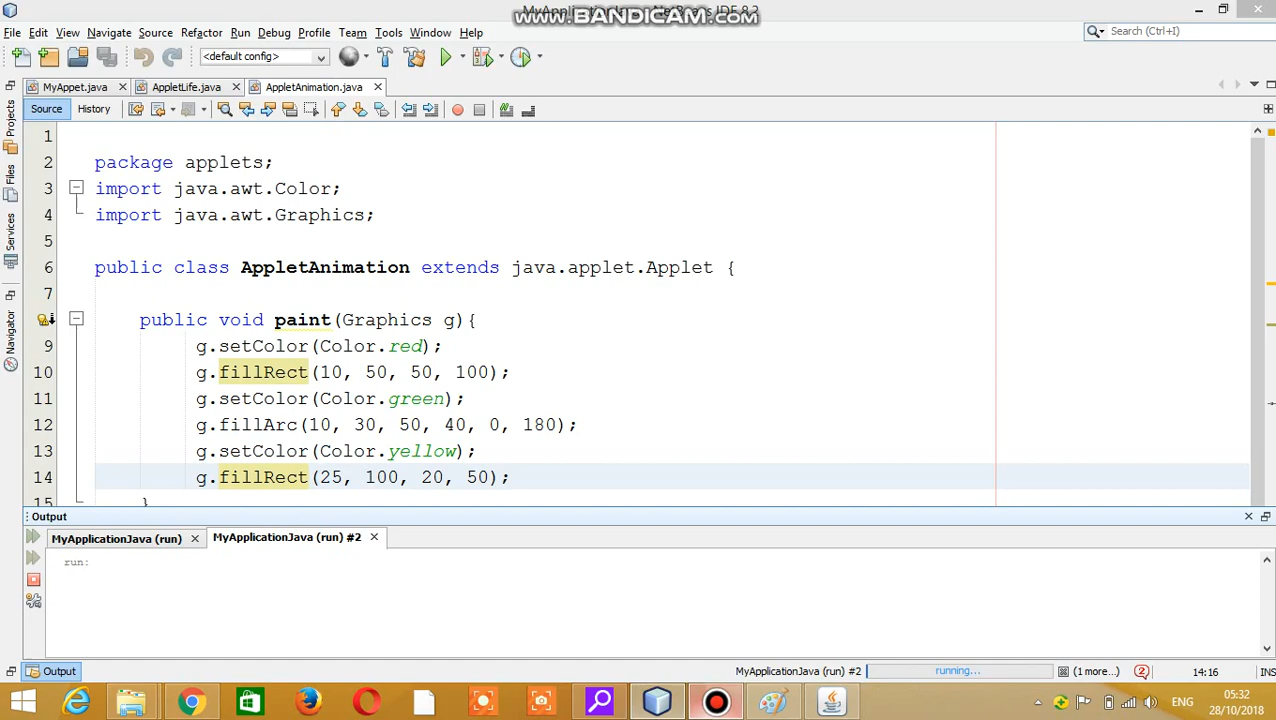 www.BANDICAM.com
File Edit View Navigate Source Refactor Run Debug Profile Team Tools Window Help
Search (Ctrl+I)
<default config>
MyAppet.java AppletLife.java AppletAnimation.java
Source History
Projects
Files
Services
Navigator
1
2 package applets;
3 import java.awt.Color;
4 import java.awt.Graphics;
5
6 public class AppletAnimation extends java.applet.Applet {
7
public void paint(Graphics g){
9 g.setColor(Color.red);
10 g.fillRect(10, 50, 50, 100);
11 g.setColor(Color.green);
12 g.fillArc(10, 30, 50, 40, 0, 180);
13 g.setColor(Color.yellow);
14 g.fillRect(25, 100, 20, 50);
15 }
Output
MyApplicationJava (run) MyApplicationJava (run) #2
run:
Output MyApplicationJava (run) #2 running... (1 more...) 14:16 INS
ENG 05:32
28/10/2018